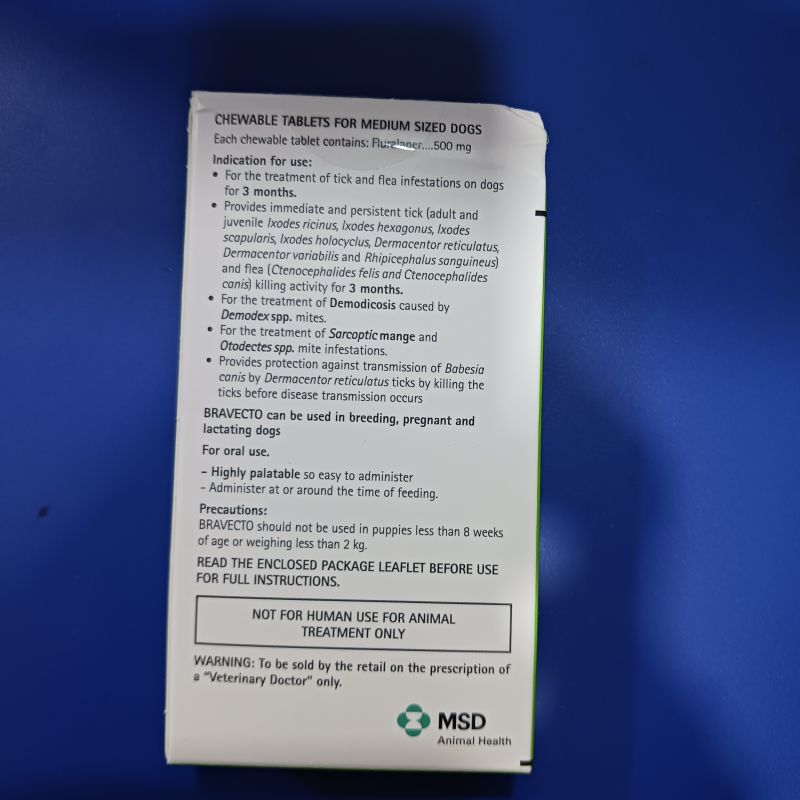 CHEWABLE TABLETS FOR MEDIUM SIZED DOGS
Each chewable tablet contains: Fluralaner....500 mg
Indication for use:
• For the treatment of tick and flea infestations on dogs
for 3 months.
• Provides immediate and persistent tick (adult and
juvenile Ixodes ricinus, Ixodes hexagonus, Ixodes
scapularis, Ixodes holocyclus, Dermacentor reticulatus,
Dermacentor variabilis and Rhipicephalus sanguineus)
and flea (Ctenocephalides felis and Ctenocephalides
canis) killing activity for 3 months.
• For the treatment of Demodicosis caused by
Demodex spp. mites.
• For the treatment of Sarcoptic mange and
Otodectes spp. mite infestations.
• Provides protection against transmission of Babesia
canis by Dermacentor reticulatus ticks by killing the
ticks before disease transmission occurs
BRAVECTO can be used in breeding, pregnant and
lactating dogs
For oral use.
– Highly palatable so easy to administer
- Administer at or around the time of feeding.
Precautions:
BRAVECTO should not be used in puppies less than 8 weeks
of age or weighing less than 2 kg.
READ THE ENCLOSED PACKAGE LEAFLET BEFORE USE
FOR FULL INSTRUCTIONS.
NOT FOR HUMAN USE FOR ANIMAL
TREATMENT ONLY
WARNING: To be sold by the retail on the prescription of
a "Veterinary Doctor" only.
MSD
Animal Health